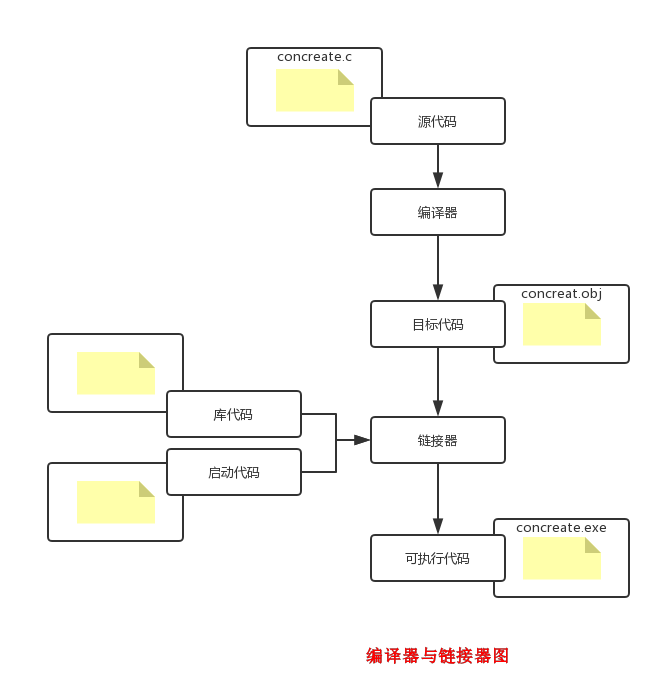 concreate.c
源代码
编译器
concreat.obj
目标代码
库代码
链接器
启动代码
concreate.exe
可执行代码
编译器与链接器图